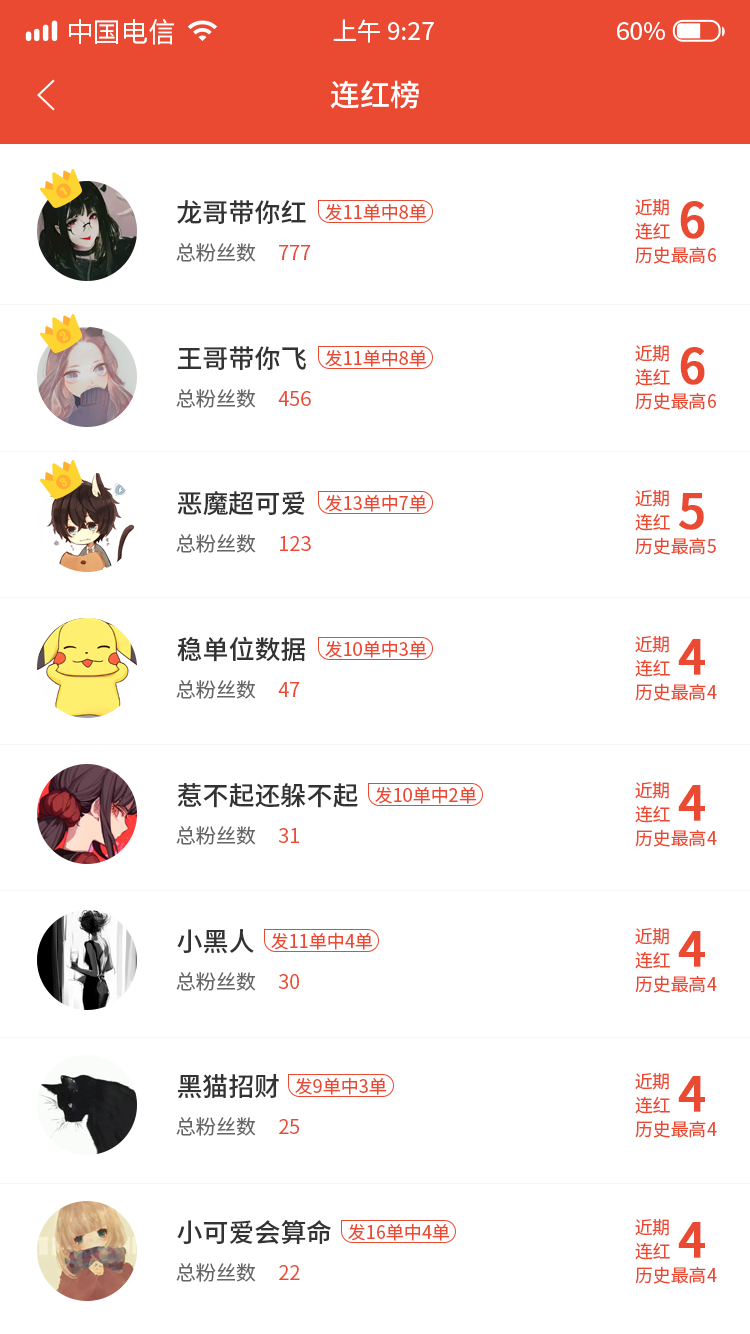 中国电信 上午 9:27 60%
连红榜
龙哥带你红 发11单中8单
总粉丝数 777
近期
连红 6
历史最高6
王哥带你飞 发11单中8单
总粉丝数 456
近期
连红 6
历史最高6
恶魔超可爱 发13单中7单
总粉丝数 123
近期
连红 5
历史最高5
稳单位数据 发10单中3单
总粉丝数 47
近期
连红 4
历史最高4
惹不起还躲不起 发10单中2单
总粉丝数 31
近期
连红 4
历史最高4
小黑人 发11单中4单
总粉丝数 30
近期
连红 4
历史最高4
黑猫招财 发9单中3单
总粉丝数 25
近期
连红 4
历史最高4
小可爱会算命 发16单中4单
总粉丝数 22
近期
连红 4
历史最高4